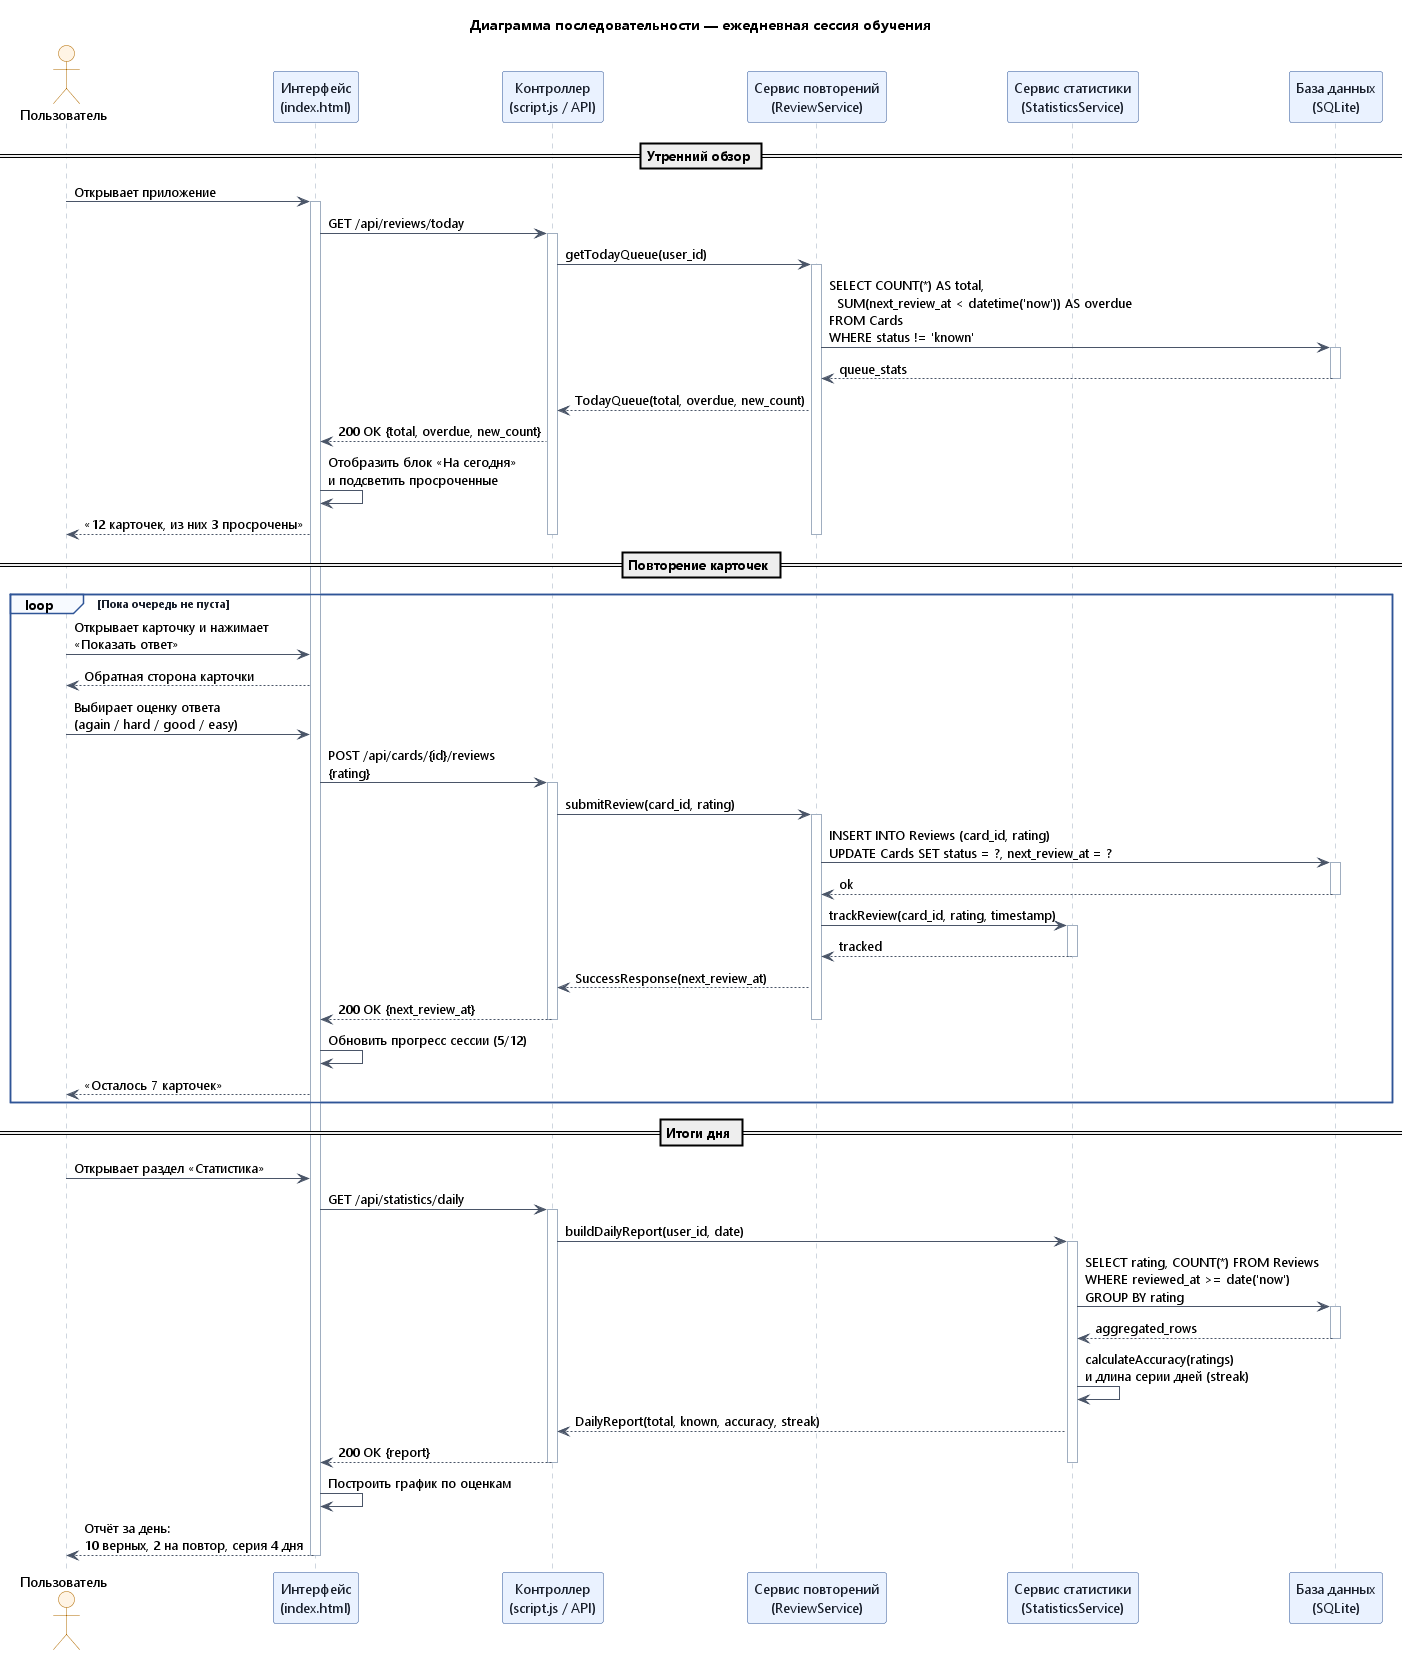 Диаграмма последовательности — ежедневная сессия обучения
Пользователь
Интерфейс
(index.html)
Контроллер
(script.js / API)
Сервис повторений
(ReviewService)
Сервис статистики
(StatisticsService)
База данных
(SQLite)
Утренний обзор
Открывает приложение
GET /api/reviews/today
getTodayQueue(user_id)
SELECT COUNT(*) AS total,
SUM(next_review_at < datetime('now')) AS overdue
FROM Cards
WHERE status != 'known'
queue_stats
TodayQueue(total, overdue, new_count)
200 OK {total, overdue, new_count}
Отобразить блок «На сегодня»
и подсветить просроченные
«12 карточек, из них 3 просрочены»
Повторение карточек
loop [Пока очередь не пуста]
Открывает карточку и нажимает
«Показать ответ»
Обратная сторона карточки
Выбирает оценку ответа
(again / hard / good / easy)
POST /api/cards/{id}/reviews
{rating}
submitReview(card_id, rating)
INSERT INTO Reviews (card_id, rating)
UPDATE Cards SET status = ?, next_review_at = ?
ok
trackReview(card_id, rating, timestamp)
tracked
SuccessResponse(next_review_at)
200 OK {next_review_at}
Обновить прогресс сессии (5/12)
«Осталось 7 карточек»
Итоги дня
Открывает раздел «Статистика»
GET /api/statistics/daily
buildDailyReport(user_id, date)
SELECT rating, COUNT(*) FROM Reviews
WHERE reviewed_at >= date('now')
GROUP BY rating
aggregated_rows
calculateAccuracy(ratings)
и длина серии дней (streak)
DailyReport(total, known, accuracy, streak)
200 OK {report}
Построить график по оценкам
Отчёт за день:
10 верных, 2 на повтор, серия 4 дня
Пользователь
Интерфейс
(index.html)
Контроллер
(script.js / API)
Сервис повторений
(ReviewService)
Сервис статистики
(StatisticsService)
База данных
(SQLite)